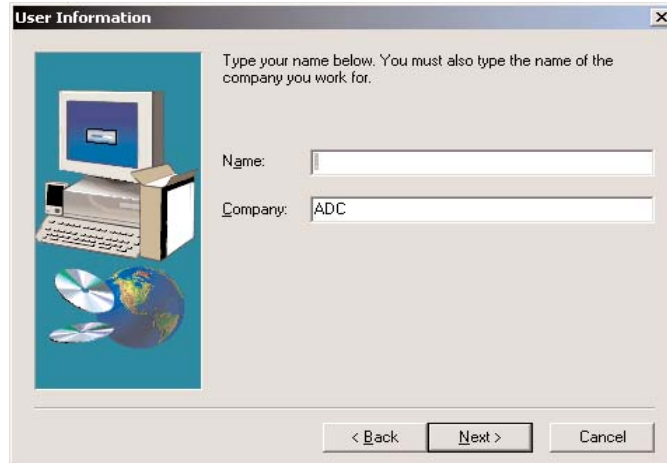 User Information
Type your name below. You must also type the name of the
company you work for.
Name:
Company: ADC
< Back Next > Cancel